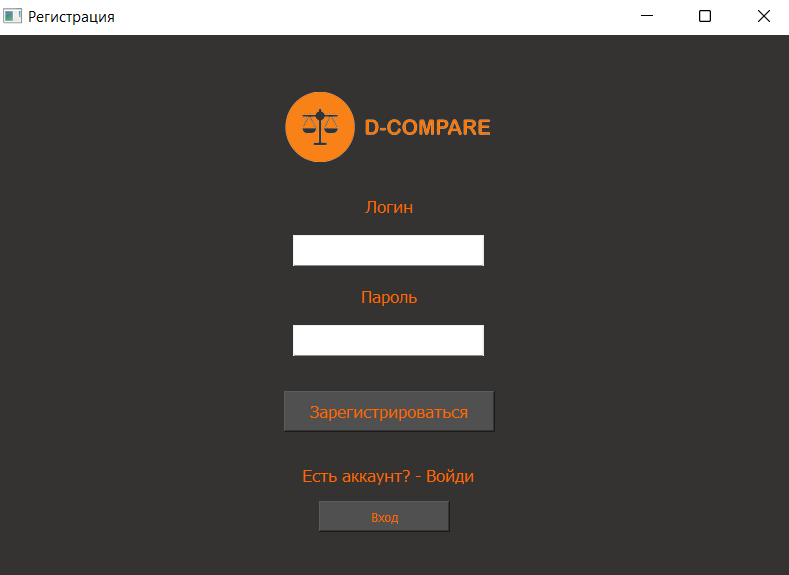 Регистрация
D-COMPARE
Логин
Пароль
Зарегистрироваться
Есть аккаунт? - Войди
Вход